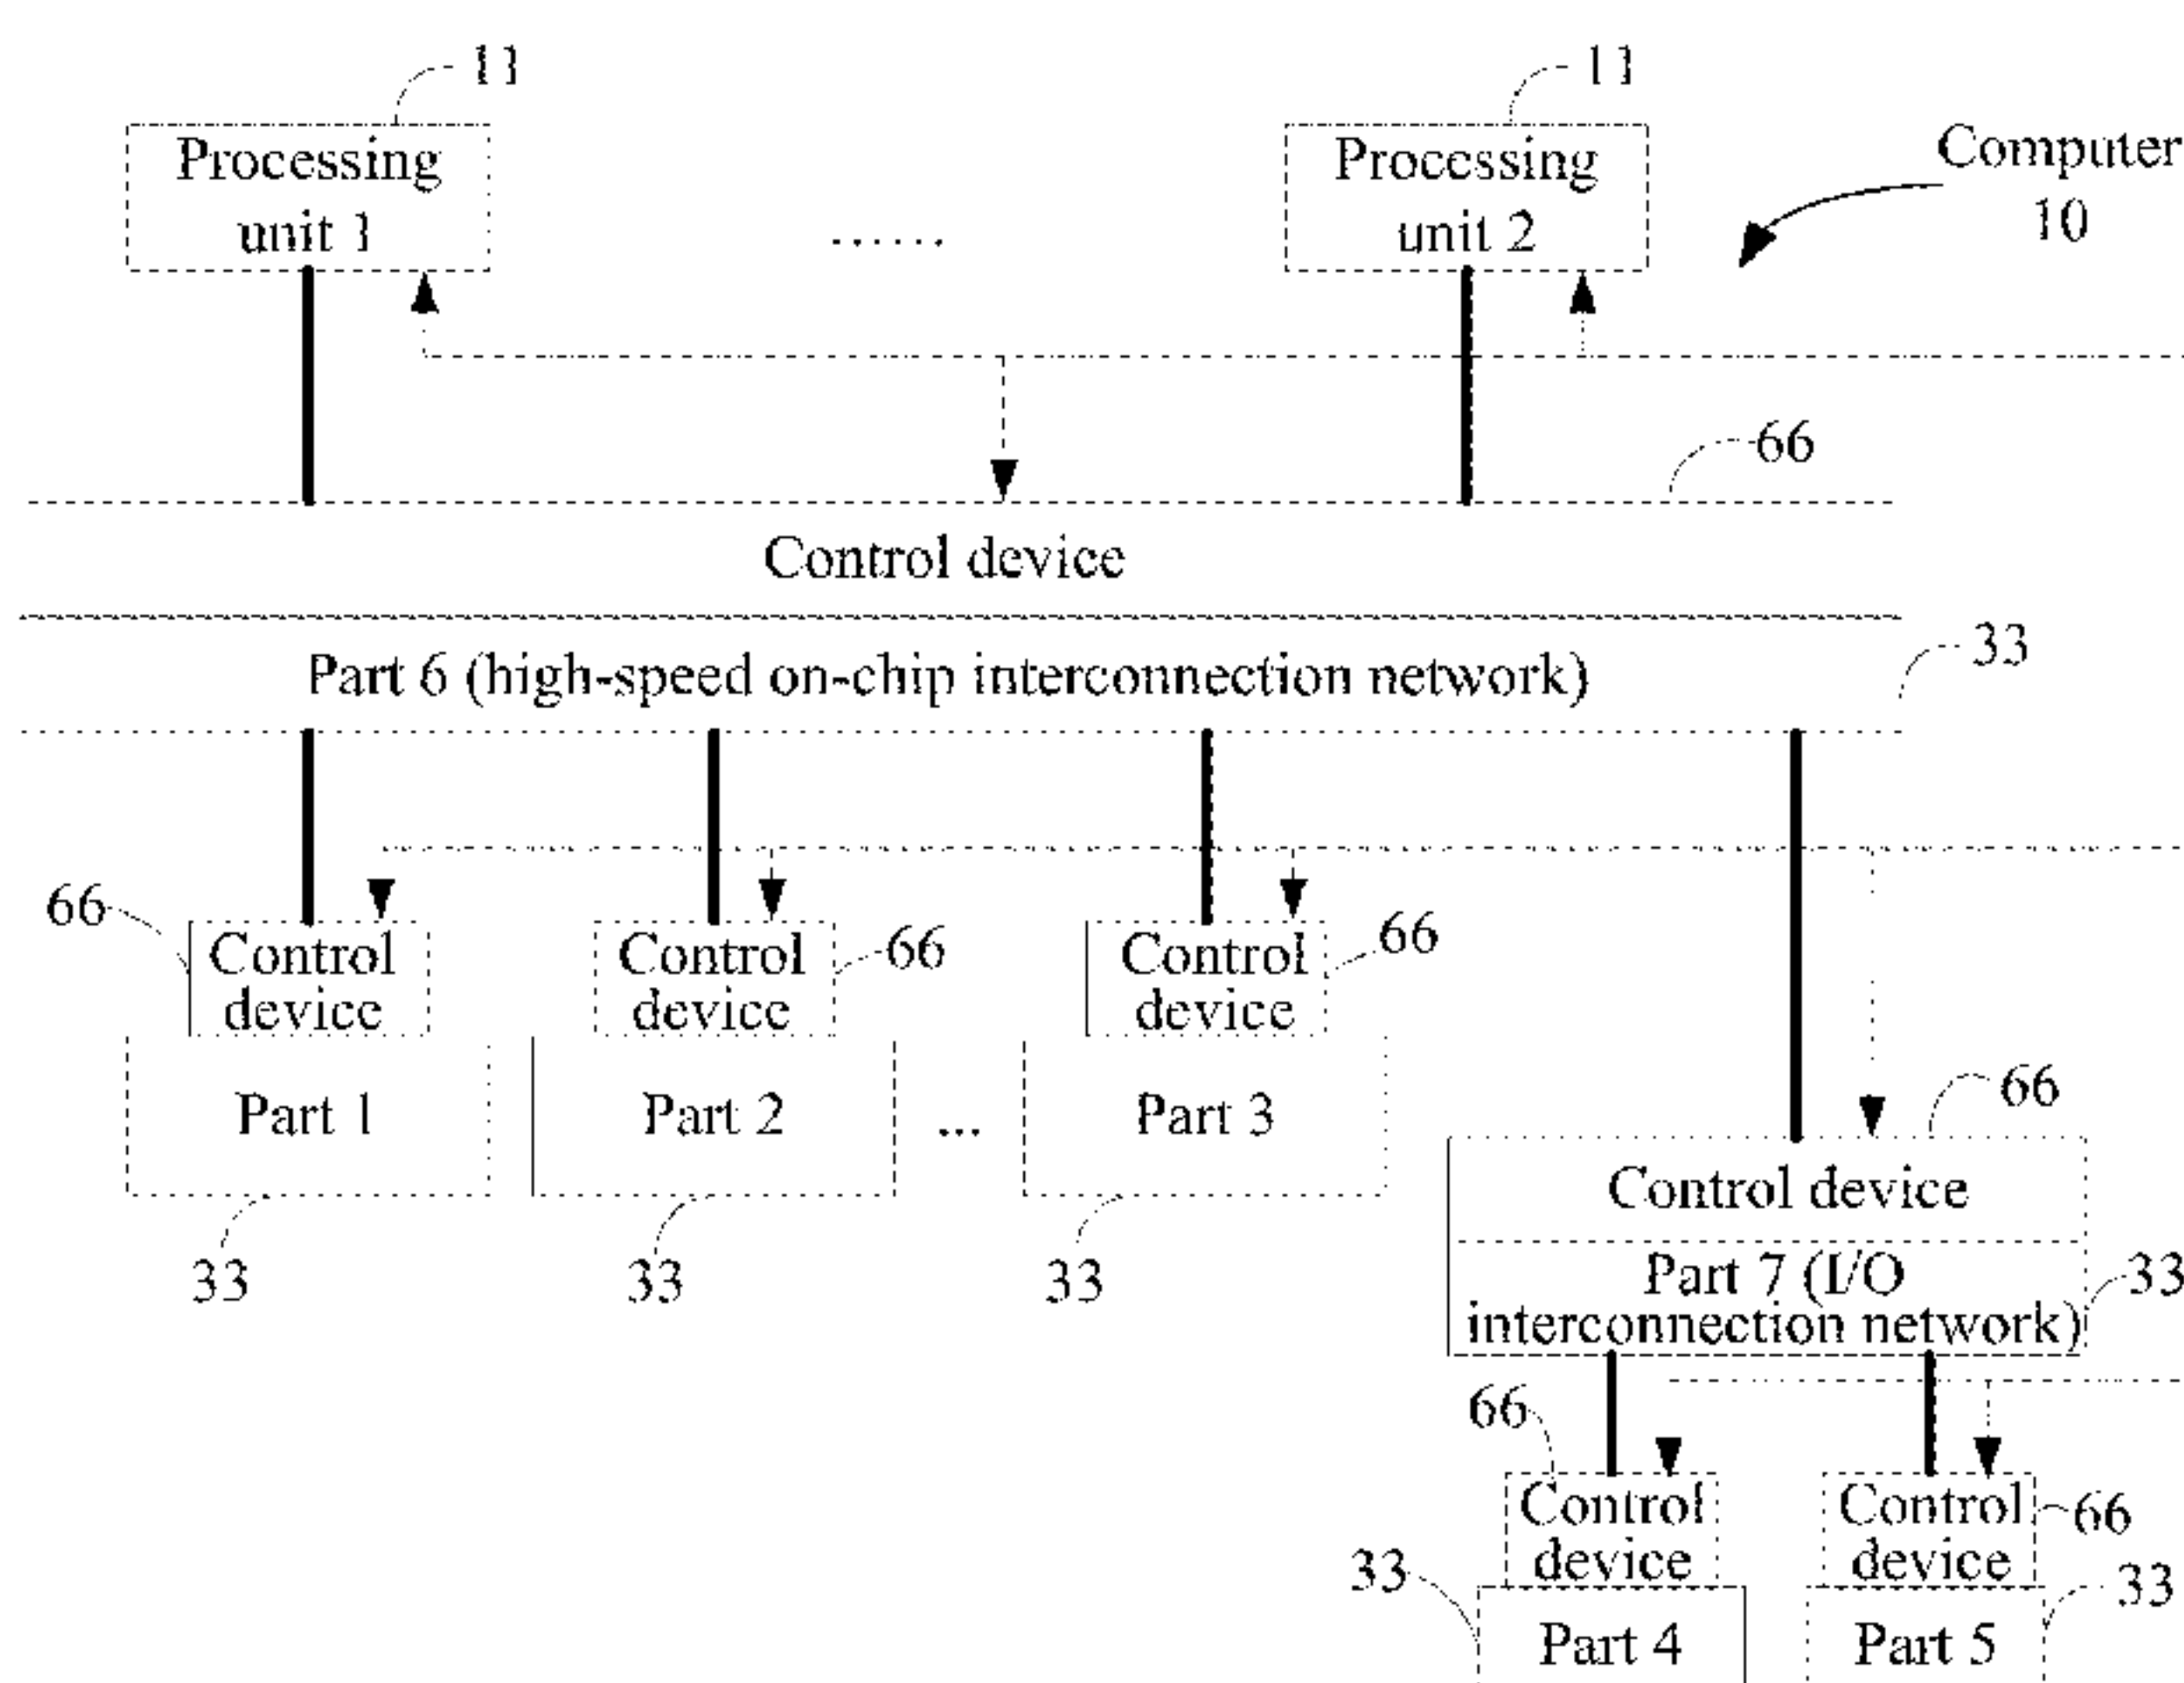 11
11
Processing
unit 1
......
Processing
unit 2
Computer
10
66
Control device
33
Part 6 (high-speed on-chip interconnection network)
66
Control
device
Control
device
66
Control
device
66
Part 1
Part 2
...
Part 3
66
33
33
33
Control device
Part 7 (I/O
interconnection network)
33
66
Control
device
Control
device
66
33
33
Part 4
Part 5